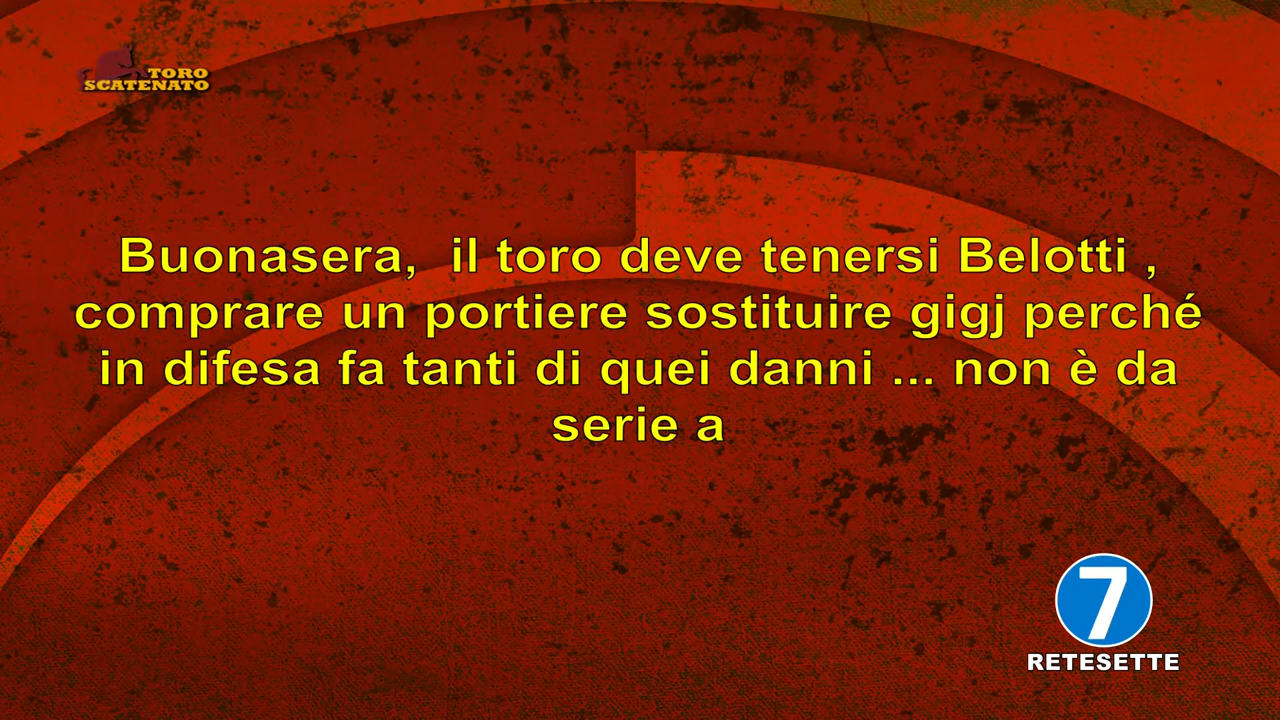 TORO
SCATENATO
Buonasera,  il toro deve tenersi Belotti ,
comprare un portiere sostituire gigj perché
in difesa fa tanti di quei danni ... non è da
serie a
7
RETESETTE